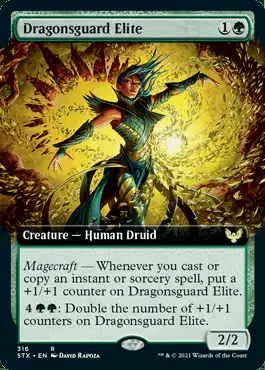 Dragonsguard Elite 1
Creature — Human Druid
Magecraft — Whenever you cast or
copy an instant or sorcery spell, put a
+1/+1 counter on Dragonsguard Elite.
4: Double the number of +1/+1
counters on Dragonsguard Elite.
2/2
316 R
STX • EN DAVID RAPOZA ™ & © 2021 Wizards of the Coast